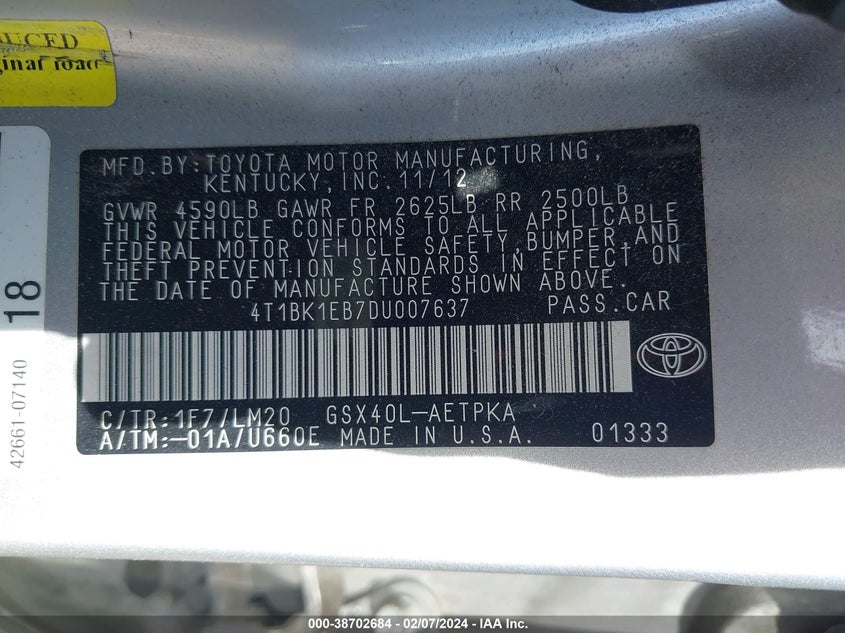 UCED
ginal load
18
42661-07140
MFD.BY:TOYOTA MOTOR MANUFACTURING,
KENTUCKY,INC.11/12
GVWR 4590LB GAWR FR 2625LB RR 2500LB
THIS VEHICLE CONFORMS TO ALL APPLICABLE
FEDERAL MOTOR VEHICLE SAFETY,BUMPER,AND
THEFT PREVENTION STANDARDS IN EFFECT ON
THE DATE OF MANUFACTURE SHOWN ABOVE.
4T1BK1EB7DU007637 PASS.CAR
C/TR:1F7/LM20 GSX40L-AETPKA
A/TM:-01A/U660E MADE IN U.S.A. 01333
000-38702684 - 02/07/2024 - IAA Inc.